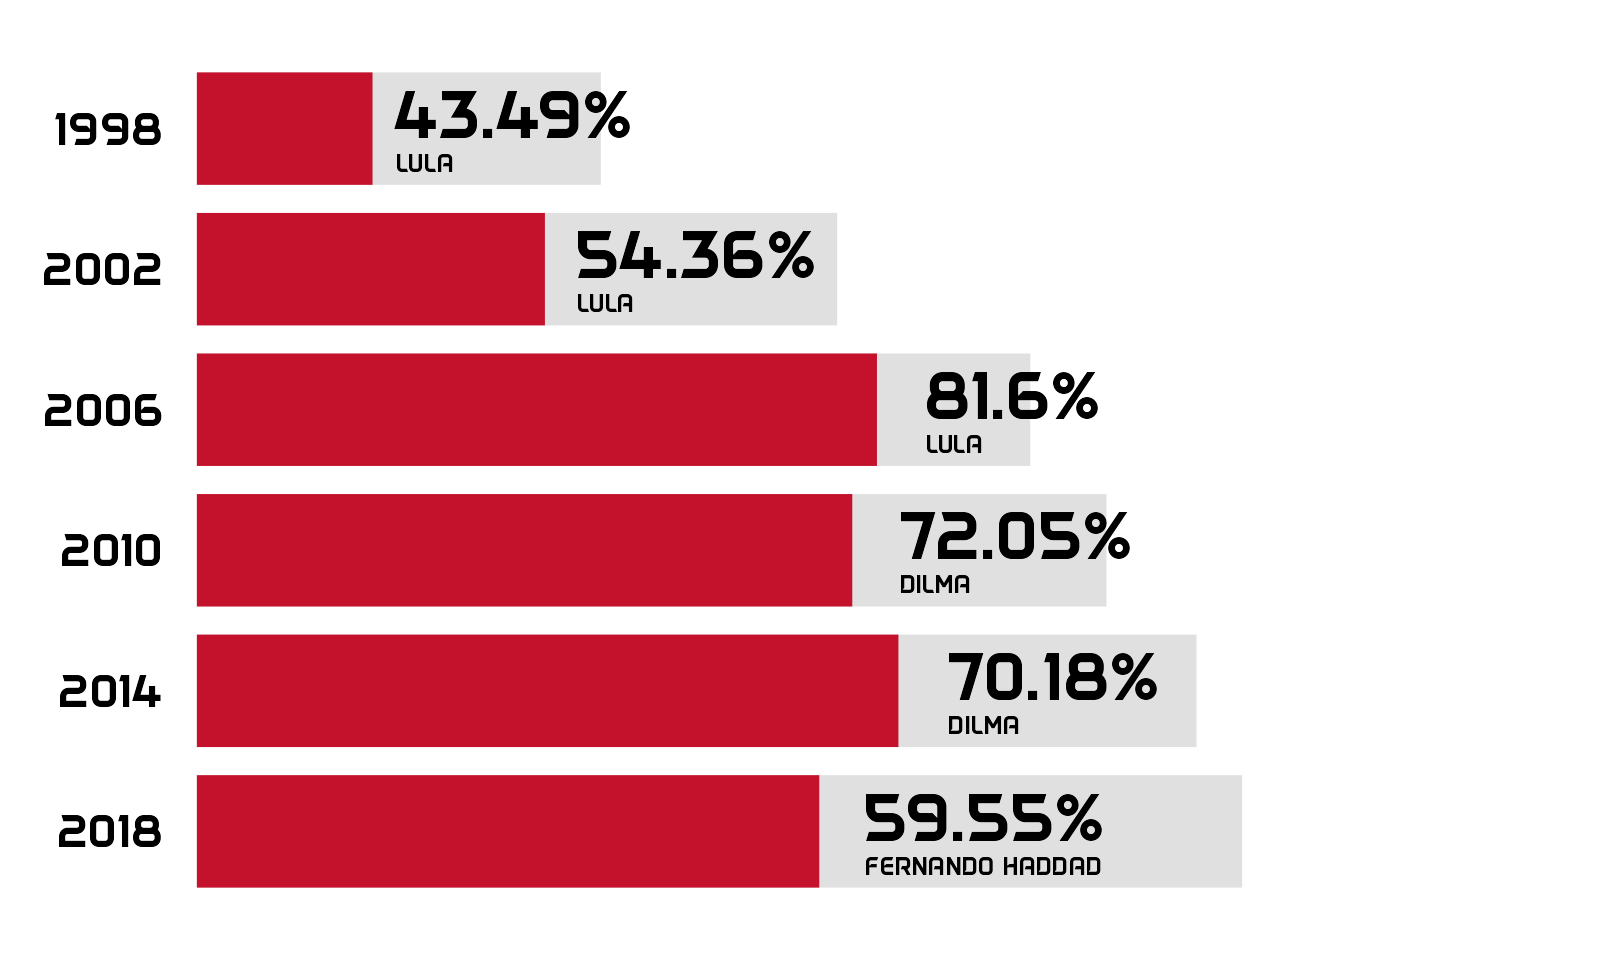 1998
43.49%
LULA
2002
54.36%
LULA
2006
81.6%
LULA
2010
72.05%
DILMA
2014
70.18%
DILMA
2018
59.55%
FERNANDO HADDAD